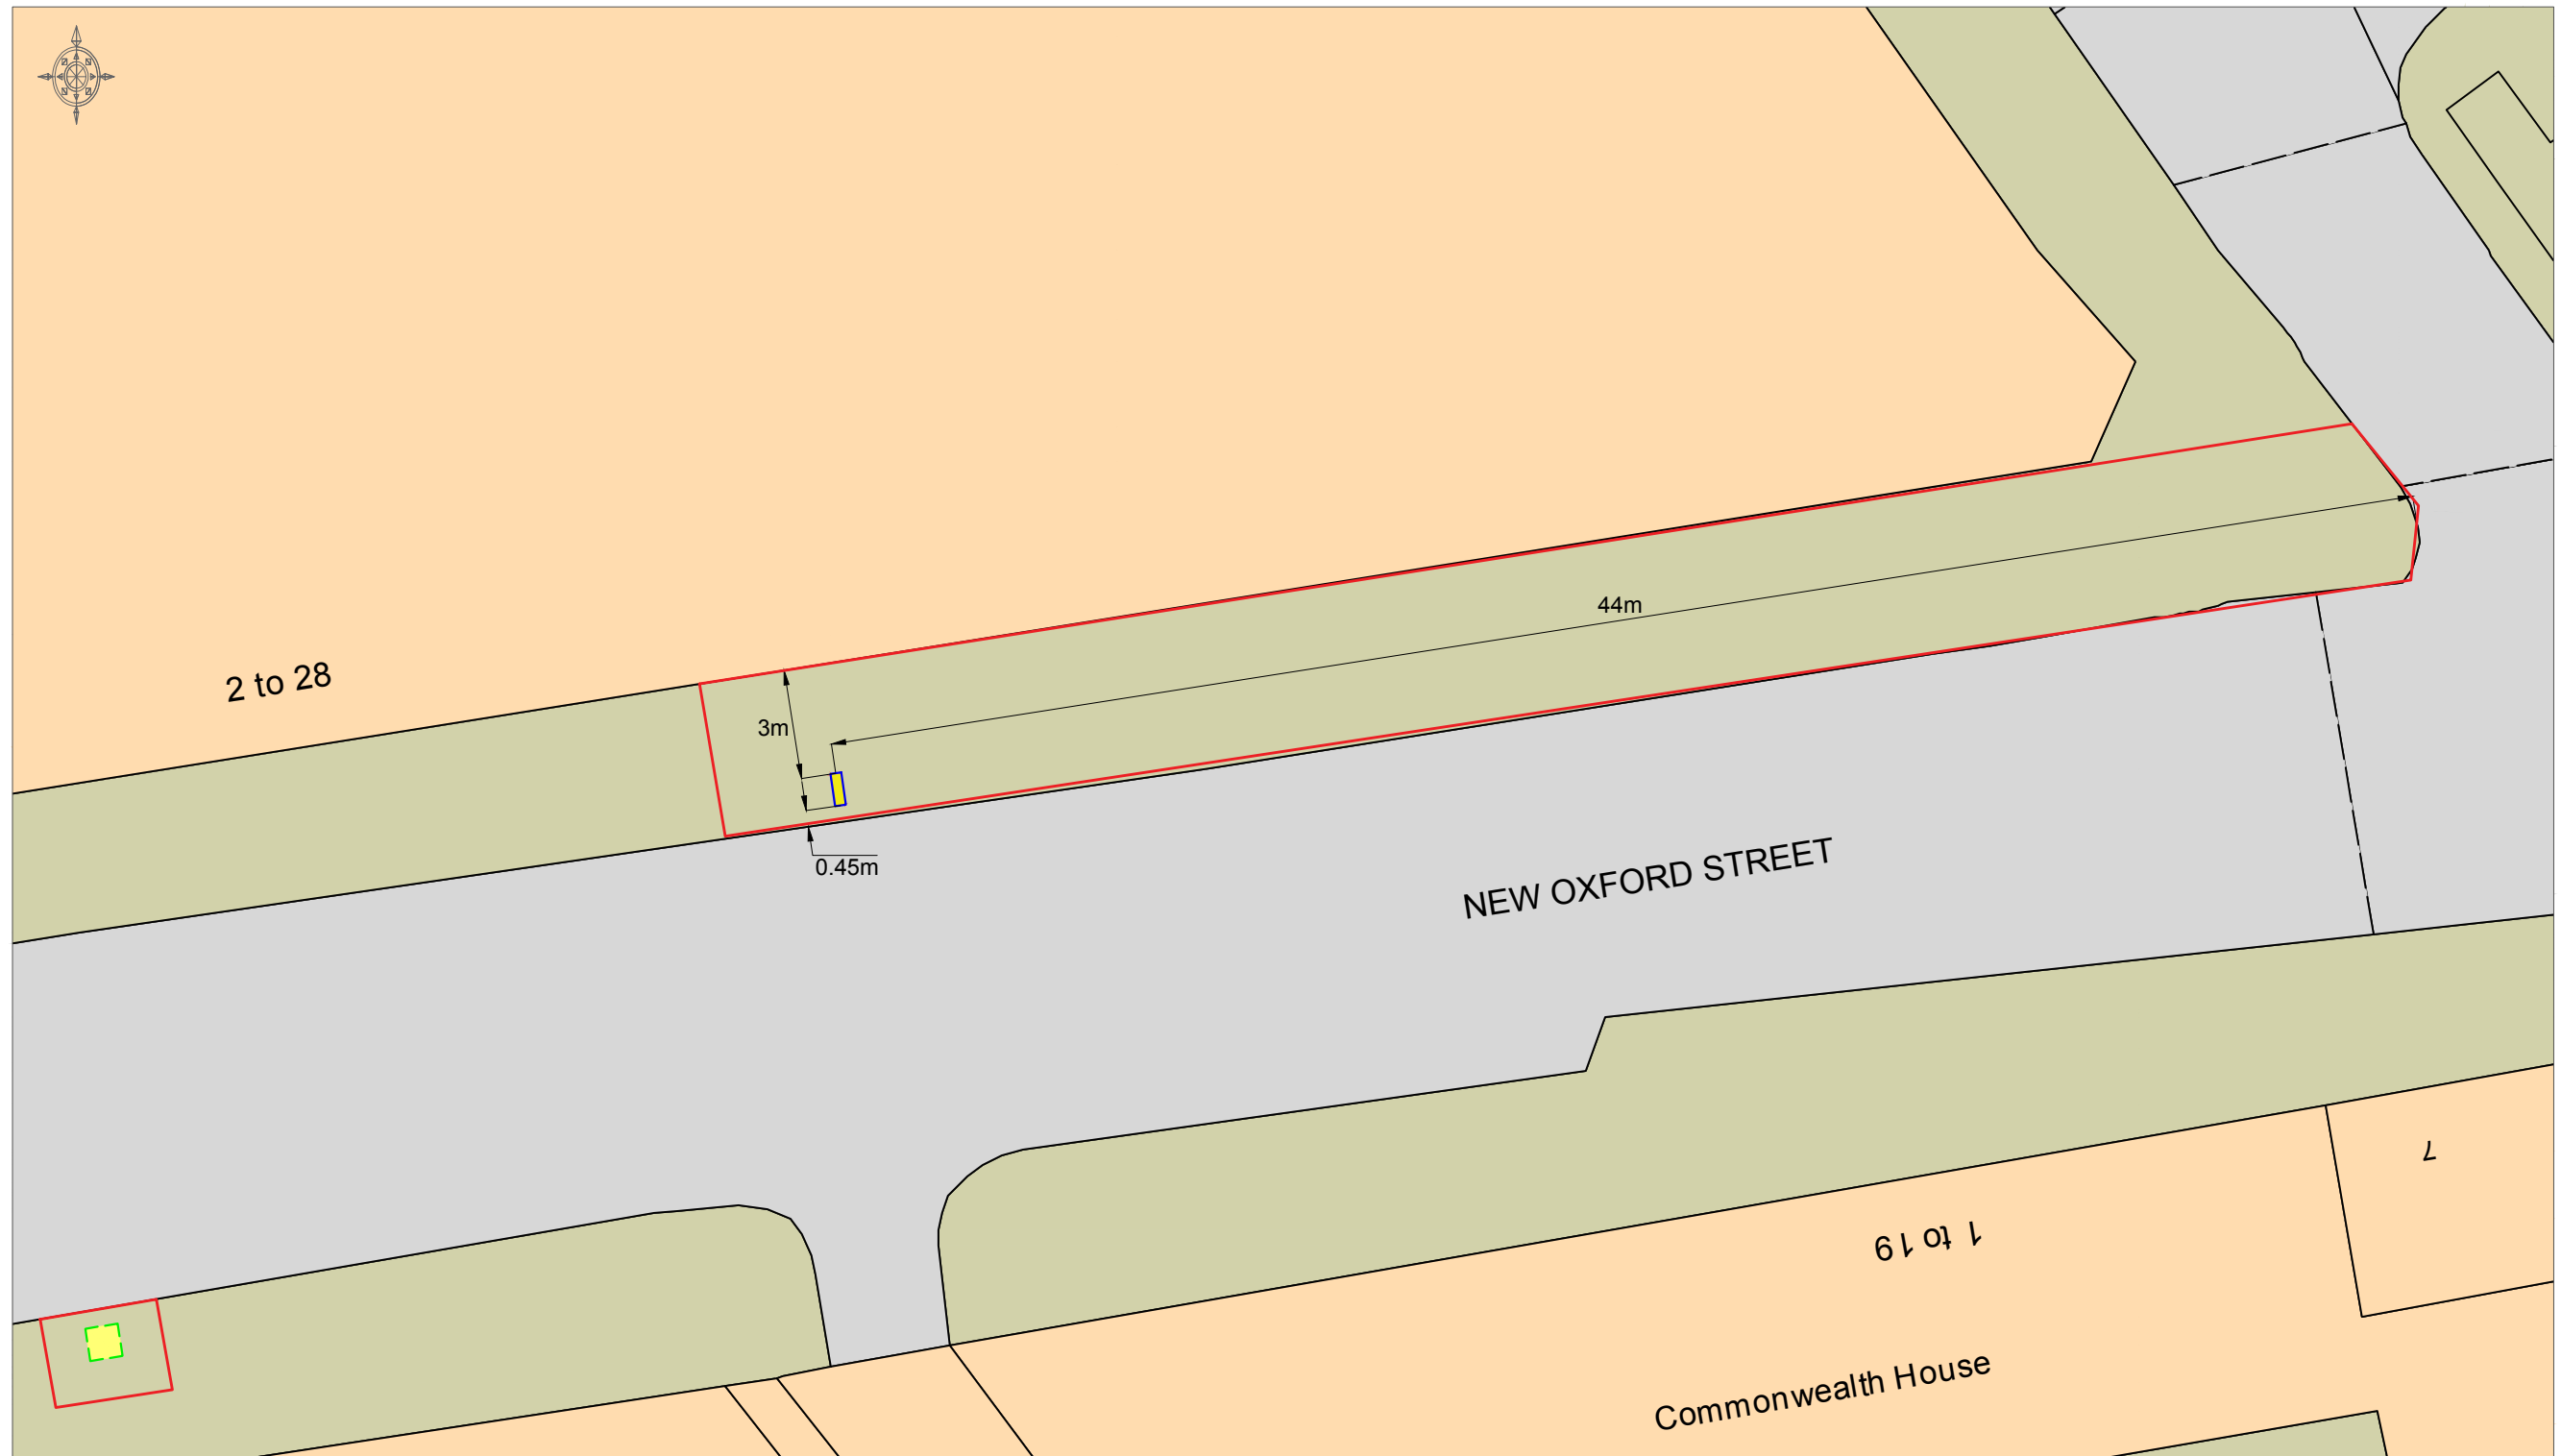 44m
2 to 28
3m
0.45m
NEW OXFORD STREET
7
1 to 19
Commonwealth House